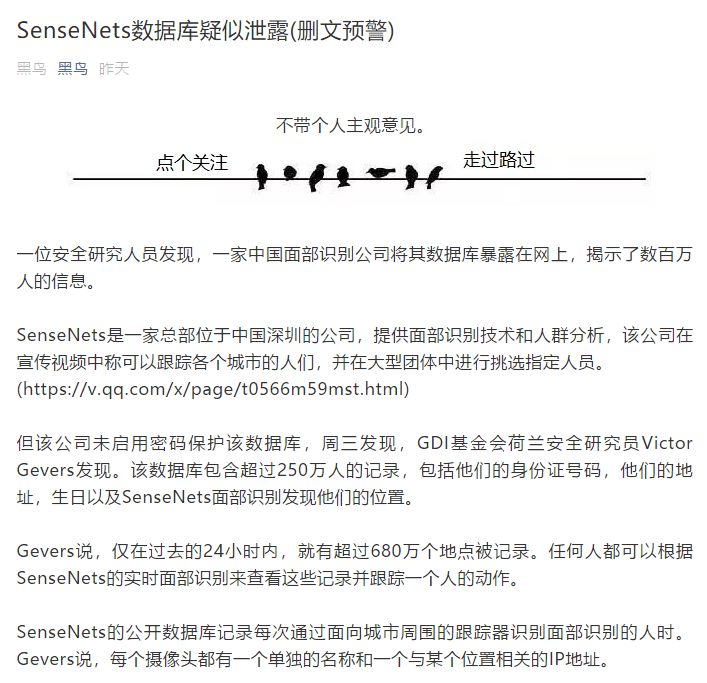 SenseNets数据库疑似泄露(删文预警)
黑鸟 黑鸟 昨天
不带个人主观意见。
点个关注 走过路过
一位安全研究人员发现，一家中国面部识别公司将其数据库暴露在网上，揭示了数百万
人的信息。
SenseNets是一家总部位于中国深圳的公司，提供面部识别技术和人群分析，该公司在
宣传视频中称可以跟踪各个城市的人们，并在大型团体中进行挑选指定人员。
(https://v.qq.com/x/page/t0566m59mst.html)
但该公司未启用密码保护该数据库，周三发现，GDI基金会荷兰安全研究员Victor
Gevers发现。该数据库包含超过250万人的记录，包括他们的身份证号码，他们的地
址，生日以及SenseNets面部识别发现他们的位置。
Gevers说，仅在过去的24小时内，就有超过680万个地点被记录。任何人都可以根据
SenseNets的实时面部识别来查看这些记录并跟踪一个人的动作。
SenseNets的公开数据库记录每次通过面向城市周围的跟踪器识别面部识别的人时。
Gevers说，每个摄像头都有一个单独的名称和一个与某个位置相关的IP地址。